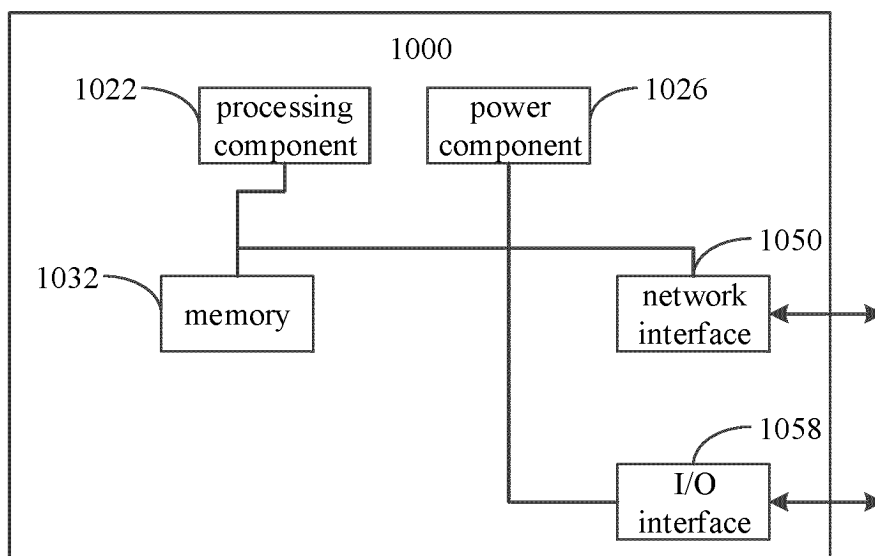 1000
1022
processing
component
power
component
1026
1032
memory
1050
network
interface
1058
I/O
interface